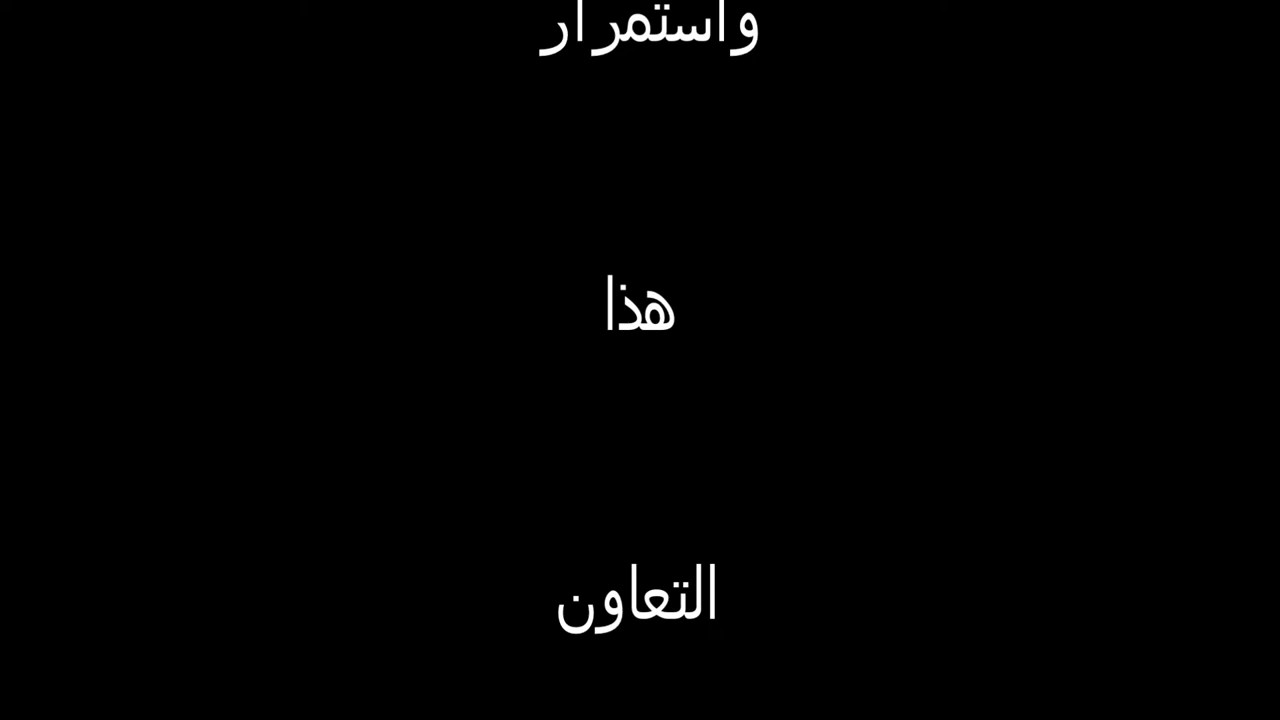 واستمرار
هذا
التعاون